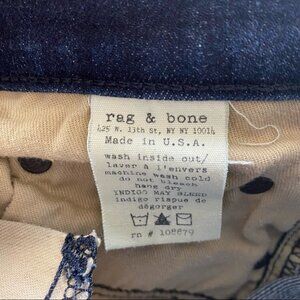 rag & bone
425 W. 13th St, NY NY 10014
Made in U.S.A.
wash inside out/
laver à l'envers
machine wash cold
do not bleach
hang dry
INDIGO MAY BLEED
indigo risque de
dégorger
rn # 108879